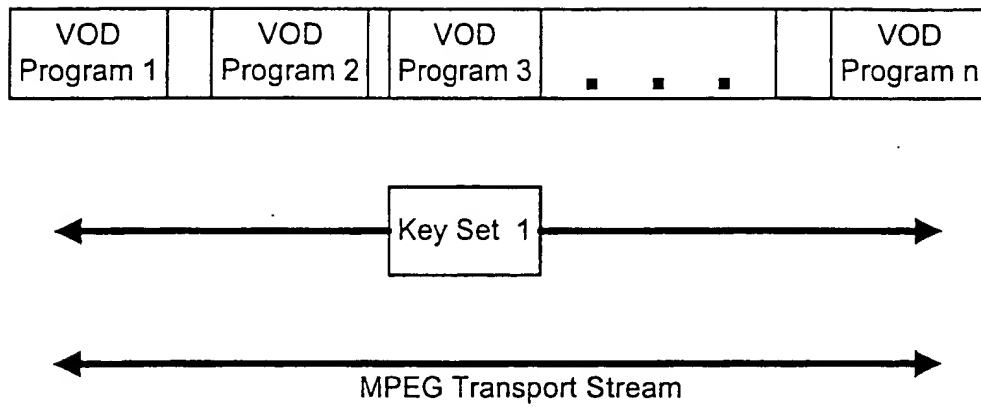 VOD Program 1
VOD Program 2
VOD Program 3
. . .
VOD Program n
Key Set 1
MPEG Transport Stream